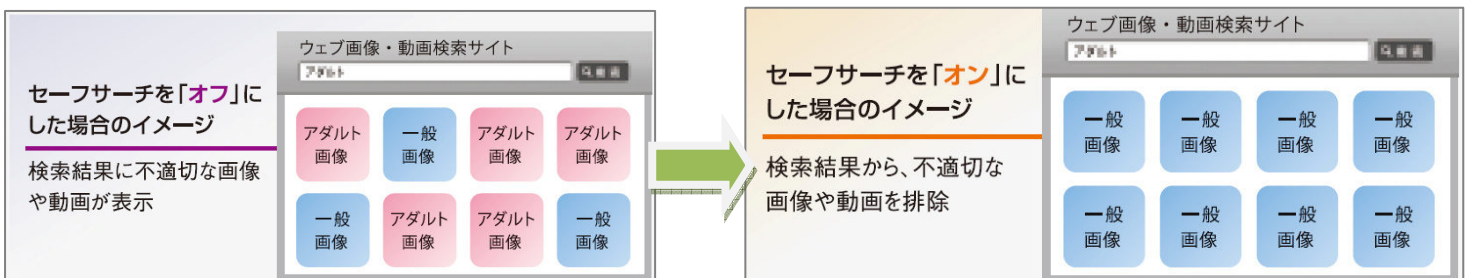 セーフサーチを「オフ」に
した場合のイメージ
検索結果に不適切な画像
や動画が表示
ウェブ画像・動画検索サイト
アダルト
アダルト
画像
一般
画像
アダルト
画像
アダルト
画像
一般
画像
アダルト
画像
アダルト
画像
一般
画像
セーフサーチを「オン」に
した場合のイメージ
検索結果から、不適切な
画像や動画を排除
ウェブ画像・動画検索サイト
アダルト
一般
画像
一般
画像
一般
画像
一般
画像
一般
画像
一般
画像
一般
画像
一般
画像